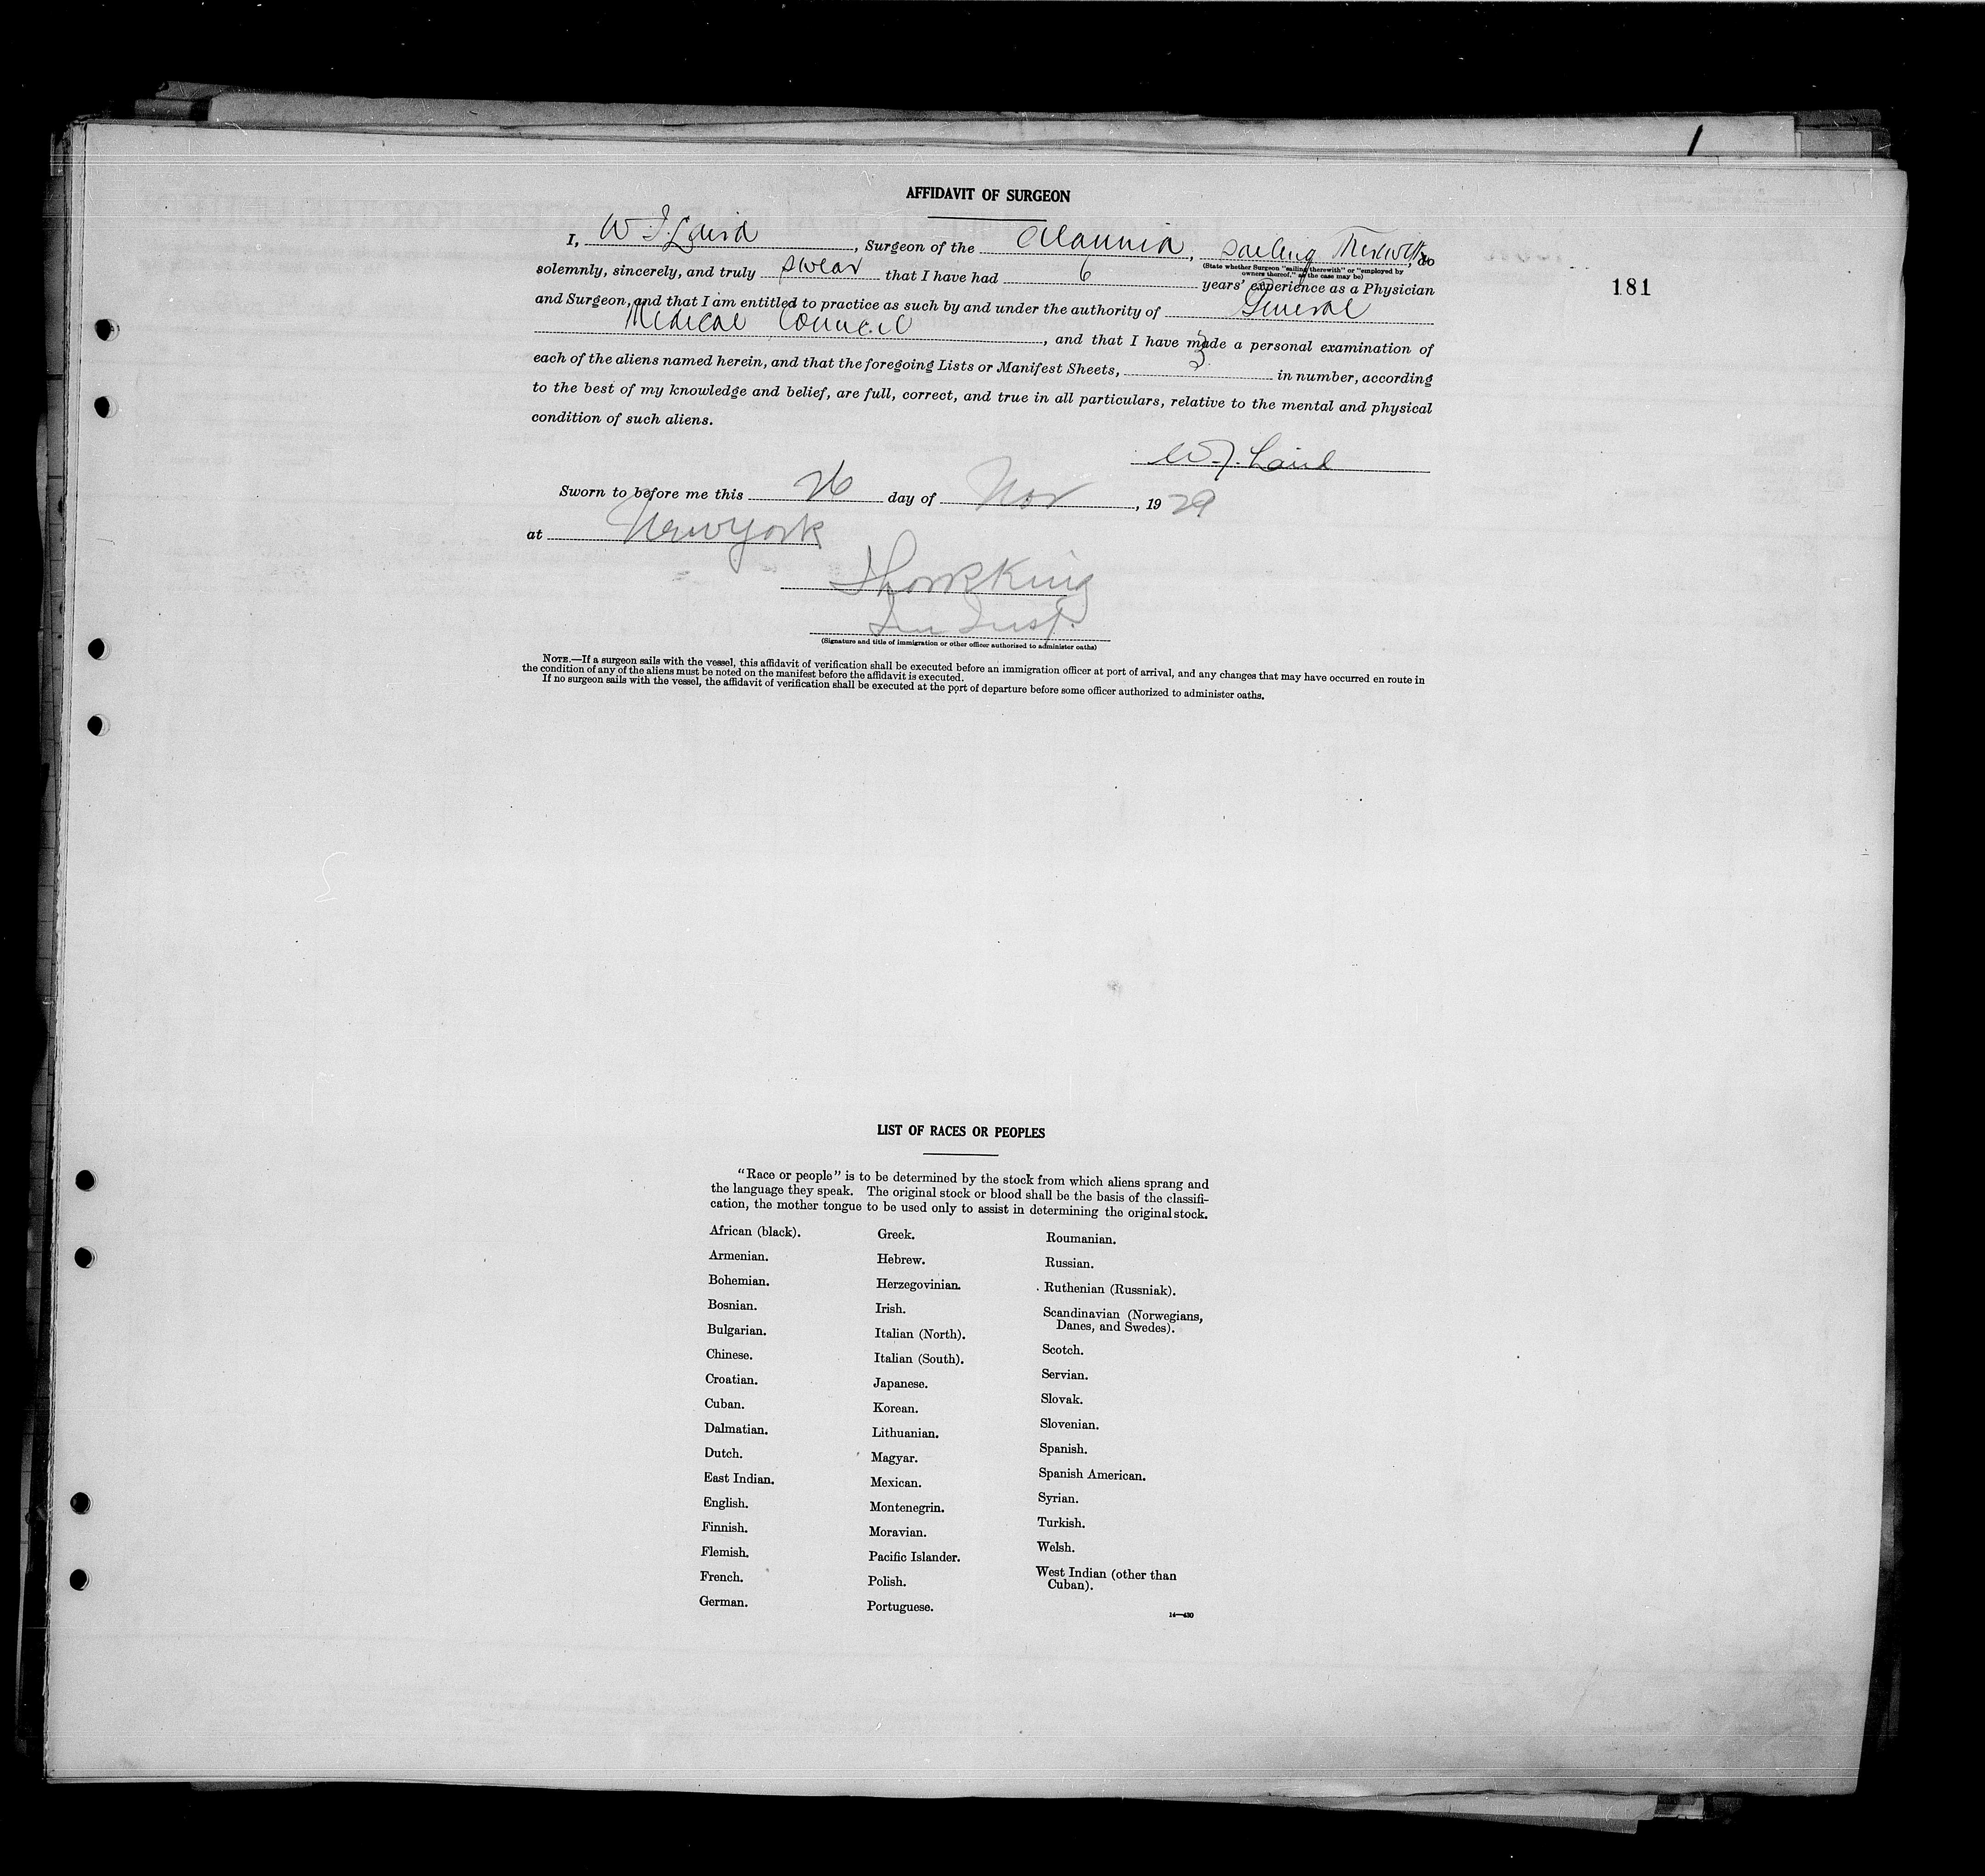 AFFIDAVIT OF SURGEON
I, W. J. Laird, Surgeon of the Alaunia, Sailing Therewith, do
(State whether Surgeon "sailing therewith" or "employed by
owners thereof," as the case may be)
solemnly, sincerely, and truly swear that I have had 6 years' experience as a Physician
and Surgeon, and that I am entitled to practice as such by and under the authority of General
Medical Council, and that I have made a personal examination of
each of the aliens named herein, and that the foregoing Lists or Manifest Sheets, 3 in number, according
to the best of my knowledge and belief, are full, correct, and true in all particulars, relative to the mental and physical
condition of such aliens.
W. J. Laird
Sworn to before me this 26 day of Nov, 1929
at New York
King
Im Insp.
(Signature and title of immigration or other officer authorized to administer oaths)
NOTE.—If a surgeon sails with the vessel, this affidavit of verification shall be executed before an immigration officer at port of arrival, and any changes that may have occurred en route in
the condition of any of the aliens must be noted on the manifest before the affidavit is executed.
If no surgeon sails with the vessel, the affidavit of verification shall be executed at the port of departure before some officer authorized to administer oaths.
181
LIST OF RACES OR PEOPLES
"Race or people" is to be determined by the stock from which aliens sprang and
the language they speak. The original stock or blood shall be the basis of the classifi-
cation, the mother tongue to be used only to assist in determining the original stock.
African (black).
Armenian.
Bohemian.
Bosnian.
Bulgarian.
Chinese.
Croatian.
Cuban.
Dalmatian.
Dutch.
East Indian.
English.
Finnish.
Flemish.
French.
German.
Greek.
Hebrew.
Herzegovinian.
Irish.
Italian (North).
Italian (South).
Japanese.
Korean.
Lithuanian.
Magyar.
Mexican.
Montenegrin.
Moravian.
Pacific Islander.
Polish.
Portuguese.
Roumanian.
Russian.
Ruthenian (Russniak).
Scandinavian (Norwegians,
Danes, and Swedes).
Scotch.
Servian.
Slovak.
Slovenian.
Spanish.
Spanish American.
Syrian.
Turkish.
Welsh.
West Indian (other than
Cuban).
14—430